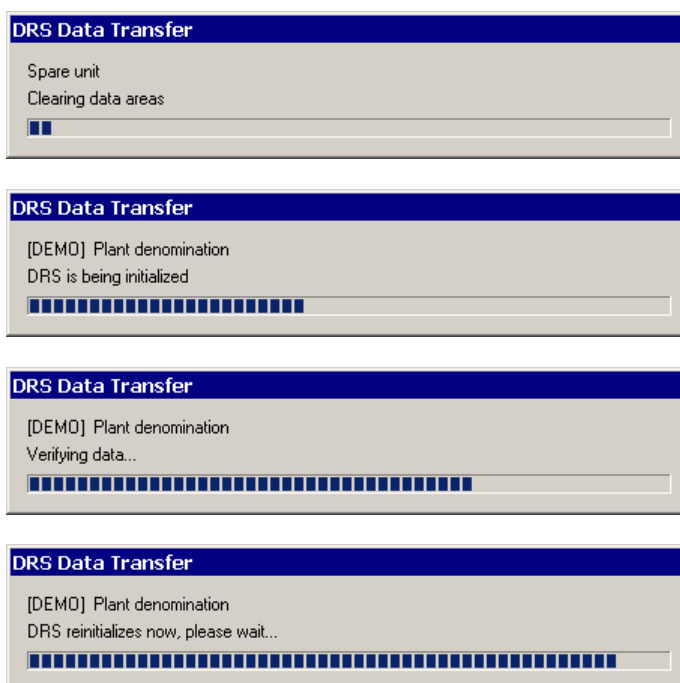 DRS Data Transfer
Spare unit
Clearing data areas
DRS Data Transfer
[DEMO] Plant denomination
DRS is being initialized
DRS Data Transfer
[DEMO] Plant denomination
Verifying data...
DRS Data Transfer
[DEMO] Plant denomination
DRS reinitializes now, please wait...